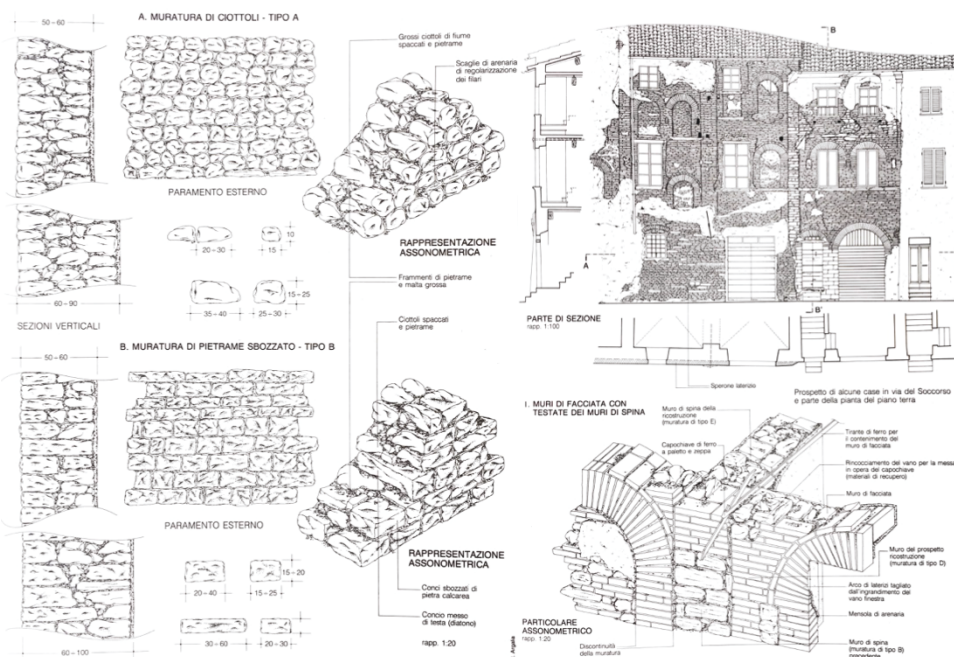 A. MURATURA DI CIOTTOLI - TIPO A
50-60
Grossi ciottoli di fiume
spaccati e pietrame
Scaglie di arenaria
di regolarizzazione
dei filari
PARAMENTO ESTERNO
20-30
15
10
35-40
25-30
15-25
60-90
SEZIONI VERTICALI
RAPPRESENTAZIONE
ASSONOMETRICA
Frammenti di pietrame
e malta grossa
Ciottoli spaccati
e pietrame
B. MURATURA DI PIETRAME SBOZZATO - TIPO B
50-60
PARAMENTO ESTERNO
20-40
15-25
15-20
30-60
20-30
60-100
RAPPRESENTAZIONE
ASSONOMETRICA
Conci sbozzati di
pietra calcarea
Concio messo
di testa (diatono)
rapp. 1:20
B
A
B'
PARTE DI SEZIONE
rapp. 1:100
Sperone laterizio
Prospetto di alcune case in via del Soccorso
e parte della pianta del piano terra
I. MURI DI FACCIATA CON
TESTATE DEI MURI DI SPINA
Muro di spina della
ricostruzione
(muratura di tipo E)
Capochiave di ferro
a paletto e zeppa
Tirante di ferro per
il contenimento del
muro di facciata
Rincocciamento del vano per la messa
in opera del capochiave
(materiali di recupero)
Muro di facciata
Muro del prospetto
ricostruzione
(muratura di tipo D)
Arco di laterizi tagliato
dall'ingrandimento del
vano finestra
Mensola di arenaria
Muro di spina
(muratura di tipo B)
PARTICOLARE
ASSONOMETRICO
rapp. 1:20
Discontinuità
della muratura